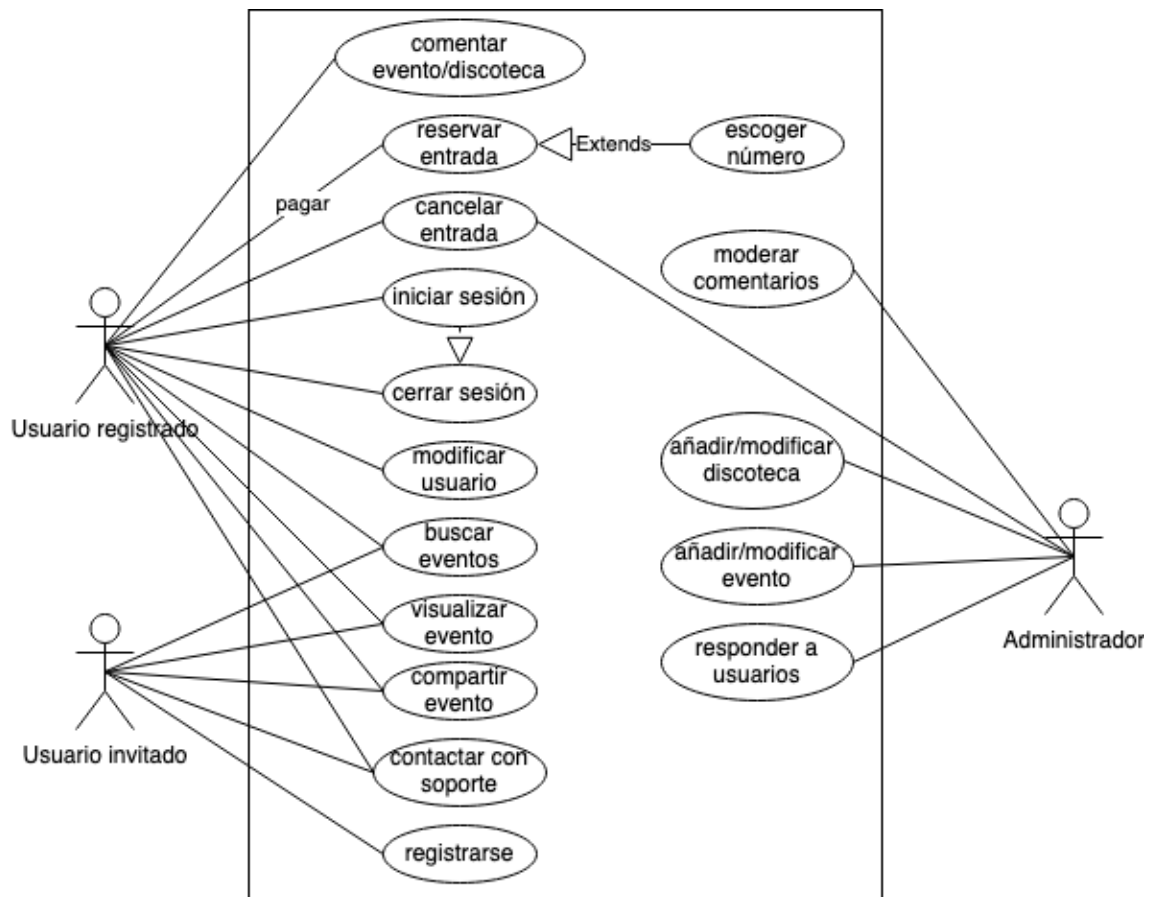 comentar
evento/discoteca
reservar
entrada
Extends
escoger
número
pagar
cancelar
entrada
moderar
comentarios
iniciar sesión
cerrar sesión
Usuario registrado
modificar
usuario
añadir/modificar
discoteca
buscar
eventos
añadir/modificar
evento
visualizar
evento
Administrador
responder a
usuarios
compartir
evento
Usuario invitado
contactar con
soporte
registrarse